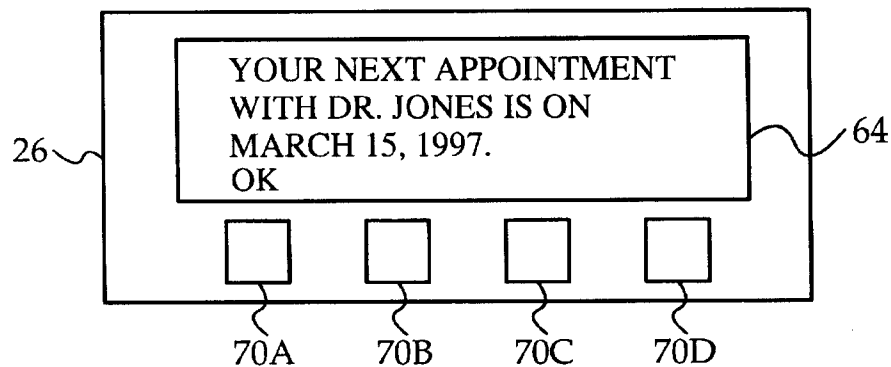 YOUR NEXT APPOINTMENT
WITH DR. JONES IS ON
MARCH 15, 1997.
OK
26
64
70A 70B 70C 70D